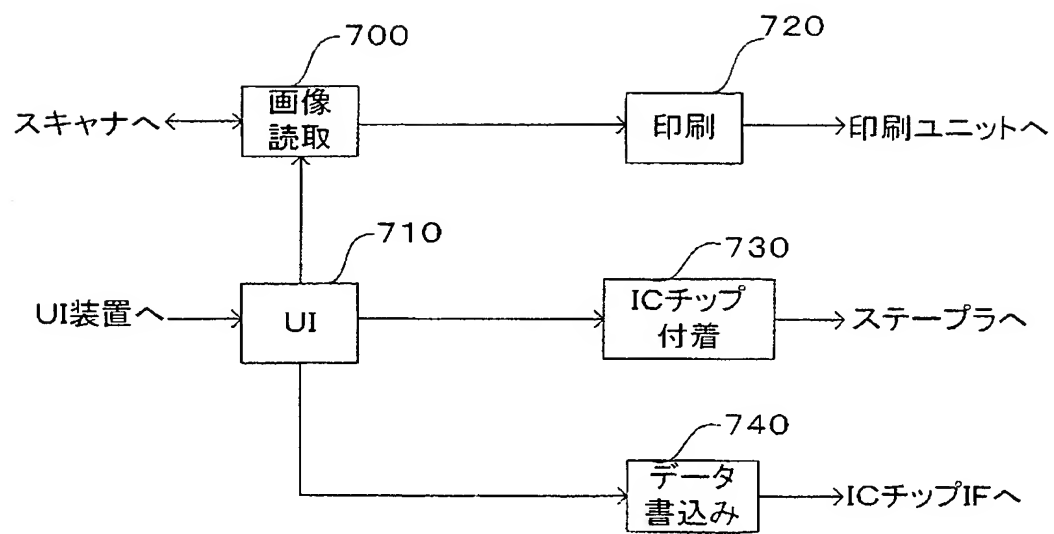 700
720
画像
読取
スキャナへ
印刷
印刷ユニットへ
710
730
UI装置へ
UI
ICチップ
付着
ステープラへ
740
データ
書込み
ICチップIFへ